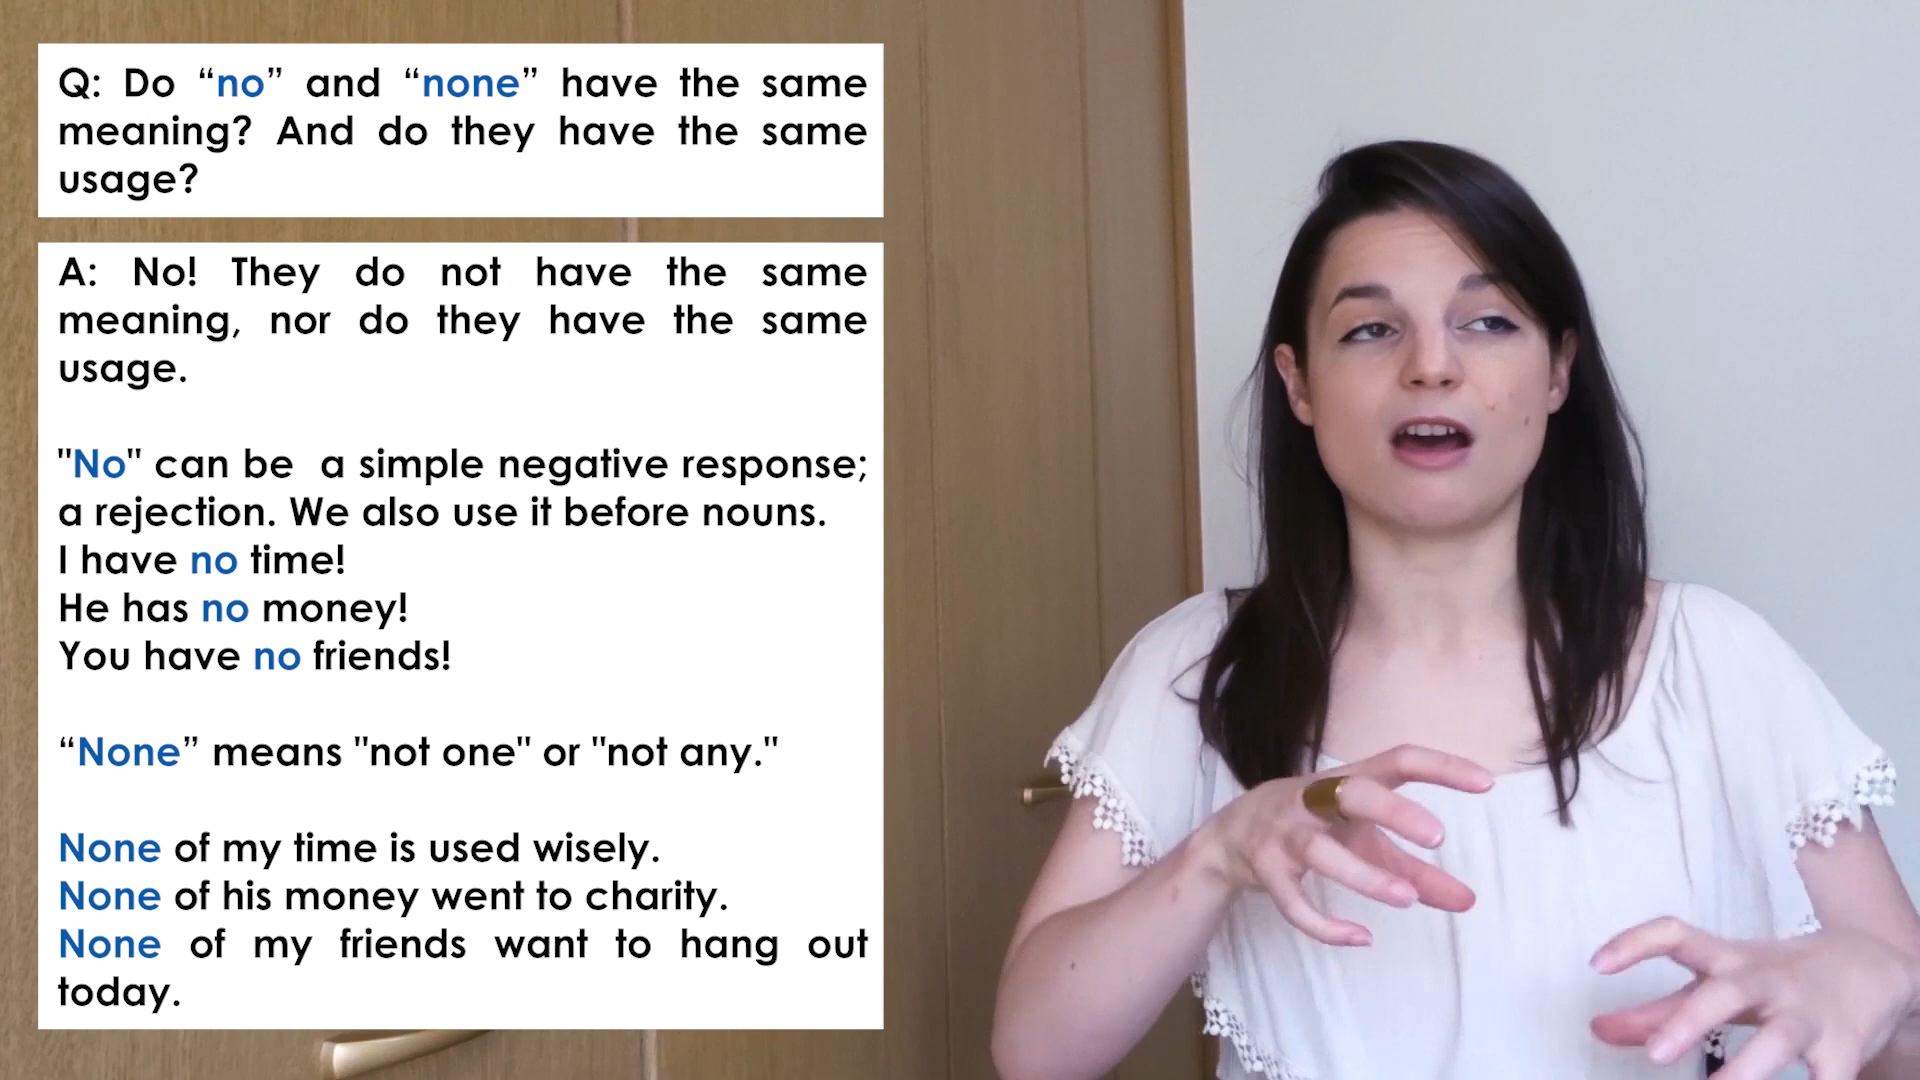 Q: Do “no” and “none” have the same
meaning? And do they have the same
usage?
A: No! They do not have the same
meaning, nor do they have the same
usage.
"No" can be a simple negative response;
a rejection. We also use it before nouns.
I have no time!
He has no money!
You have no friends!
“None” means "not one" or "not any."
None of my time is used wisely.
None of his money went to charity.
None of my friends want to hang out
today.